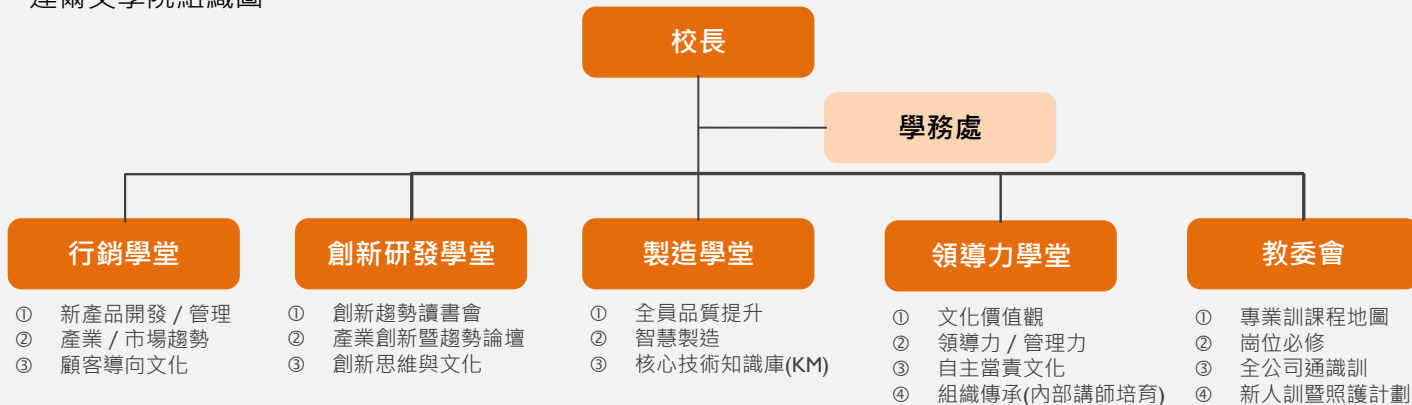 達爾文學院組織圖
校長
學務處
行銷學堂
① 新產品開發 / 管理
② 產業 / 市場趨勢
③ 顧客導向文化
創新研發學堂
① 創新趨勢讀書會
② 產業創新暨趨勢論壇
③ 創新思維與文化
製造學堂
① 全員品質提升
② 智慧製造
③ 核心技術知識庫(KM)
領導力學堂
① 文化價值觀
② 領導力 / 管理力
③ 自主當責文化
④ 組織傳承(內部講師培育)
教委會
① 專業訓課程地圖
② 崗位必修
③ 全公司通識訓
④ 新人訓暨照護計劃